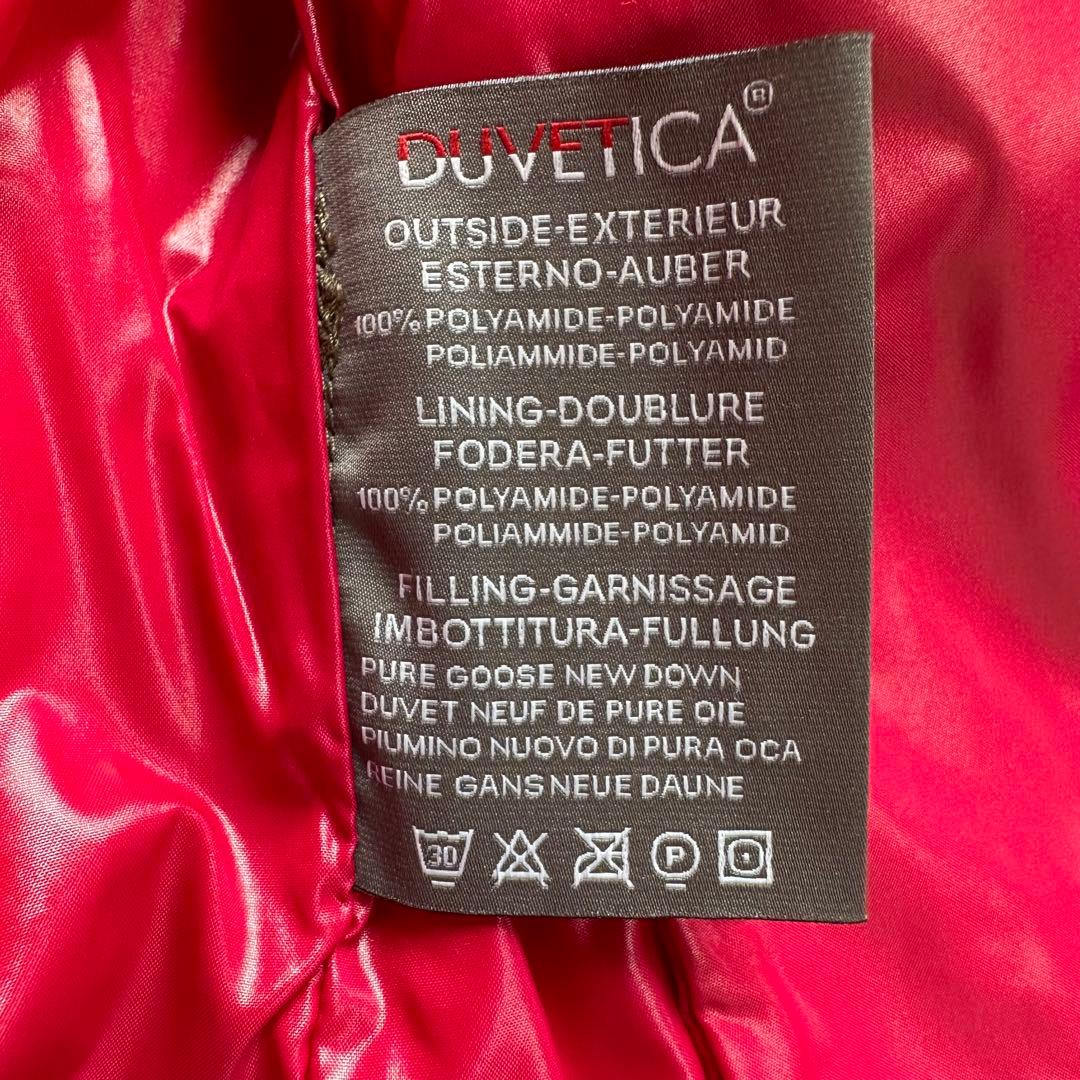 DUVETICA®
OUTSIDE-EXTERIEUR
ESTERNO-AUBER
100% POLYAMIDE-POLYAMIDE
POLIAMMIDE-POLYAMID
LINING-DOUBLURE
FODERA-FUTTER
100% POLYAMIDE-POLYAMIDE
POLIAMMIDE-POLYAMID
FILLING-GARNISSAGE
IMBOTTITURA-FULLUNG
PURE GOOSE NEW DOWN
DUVET NEUF DE PURE OIE
PIUMINO NUOVO DI PURA OCA
REINE GANS NEUE DAUNE
30 P